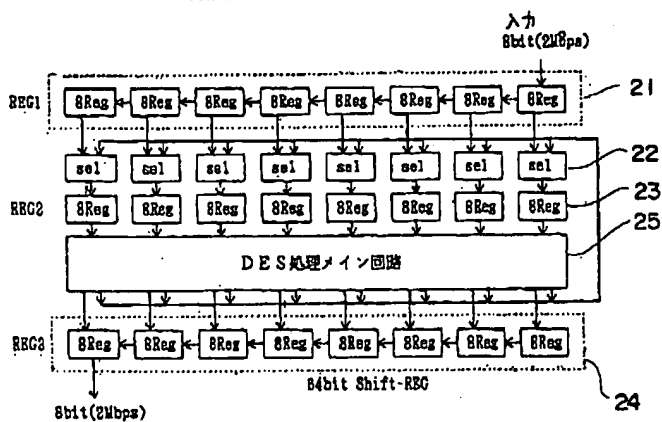 入力
8bit(2Mbps)
REG1 8Reg 8Reg 8Reg 8Reg 8Reg 8Reg 8Reg 8Reg 21
sel sel sel sel sel sel sel sel 22
REG2 8Reg 8Reg 8Reg 8Reg 8Reg 8Reg 8Reg 8Reg 23
DES処理メイン回路 25
REG3 8Reg 8Reg 8Reg 8Reg 8Reg 8Reg 8Reg 8Reg
64bit Shift-REG 24
8bit(2Mbps)